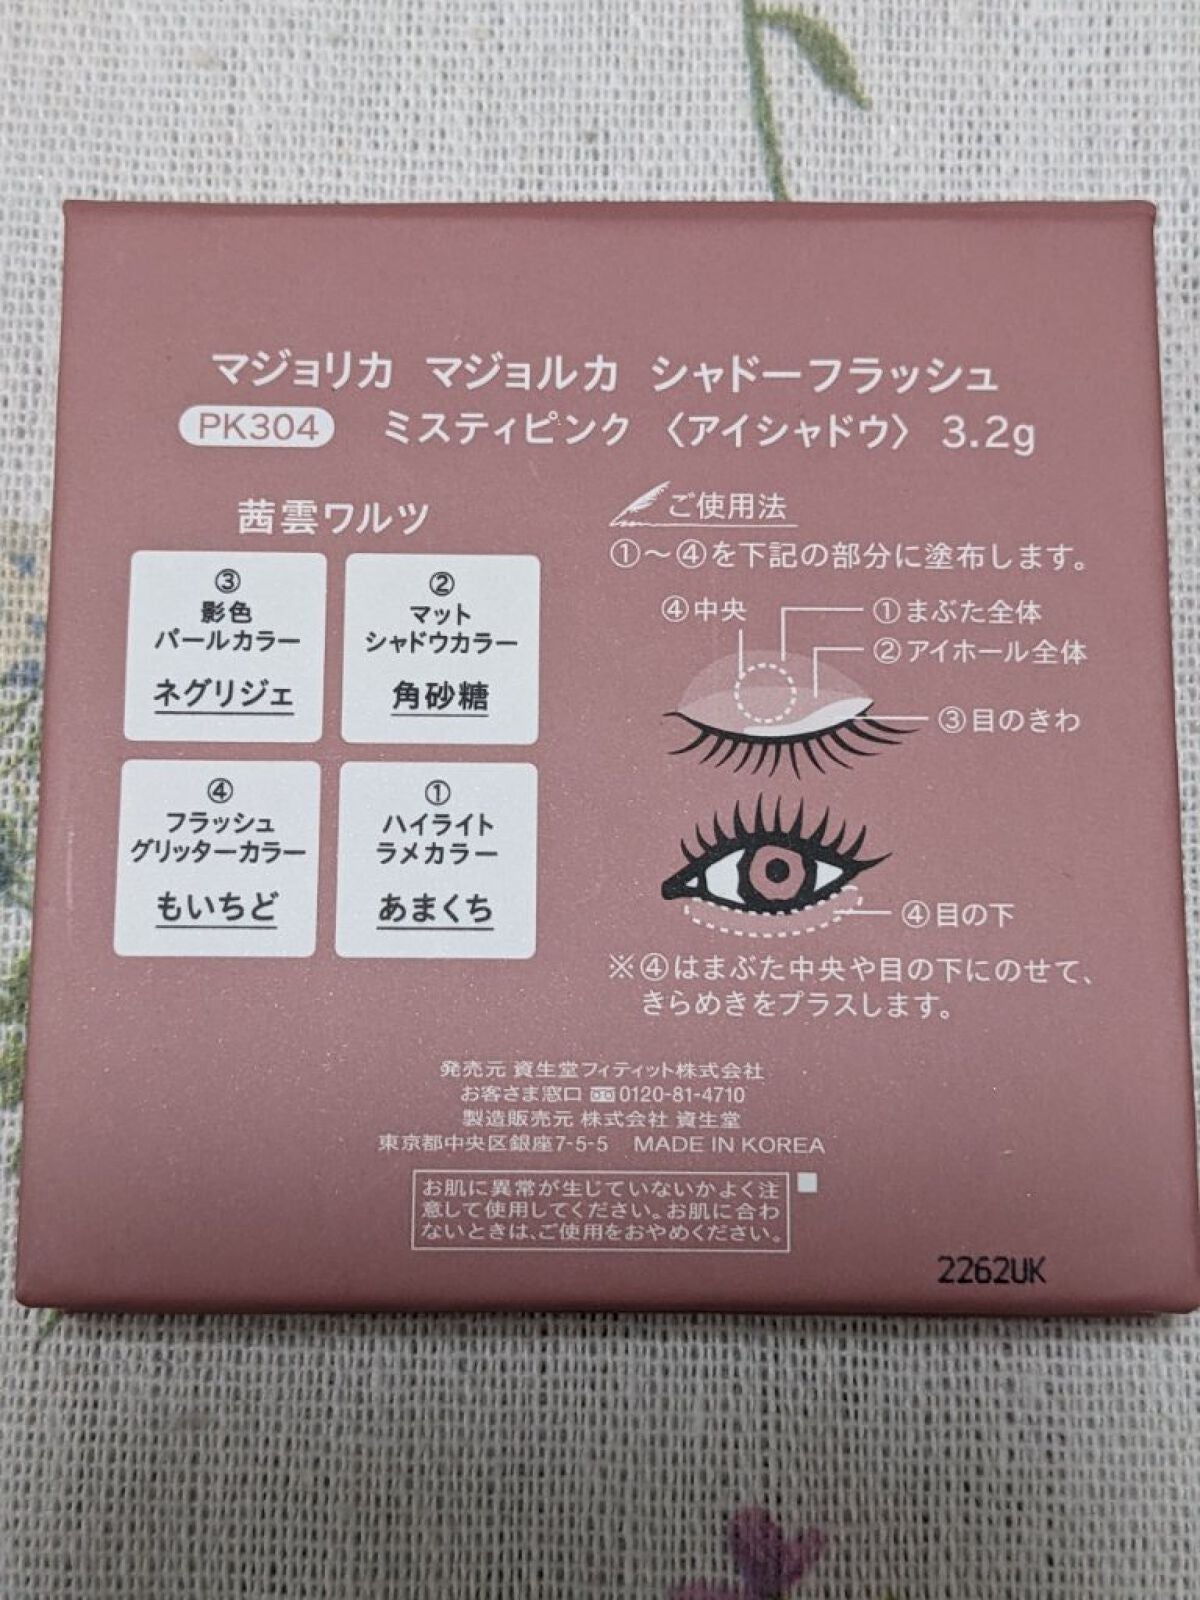 マジョリカ マジョルカ シャドーフラッシュ
PK304 ミスティピンク 〈アイシャドウ〉 3.2g
茜雲ワルツ
③
影色
パールカラー
ネグリジェ
②
マット
シャドウカラー
角砂糖
④
フラッシュ
グリッターカラー
もいちど
①
ハイライト
ラメカラー
あまくち
ご使用法
①～④を下記の部分に塗布します。
④中央
①まぶた全体
②アイホール全体
③目のきわ
④目の下
※④はまぶた中央や目の下にのせて、
きらめきをプラスします。
発売元 資生堂フィティット株式会社
お客さま窓口 0120-81-4710
製造販売元 株式会社 資生堂
東京都中央区銀座7-5-5 MADE IN KOREA
お肌に異常が生じていないかよく注
意して使用してください。お肌に合わ
ないときは、ご使用をおやめください。
2262UK